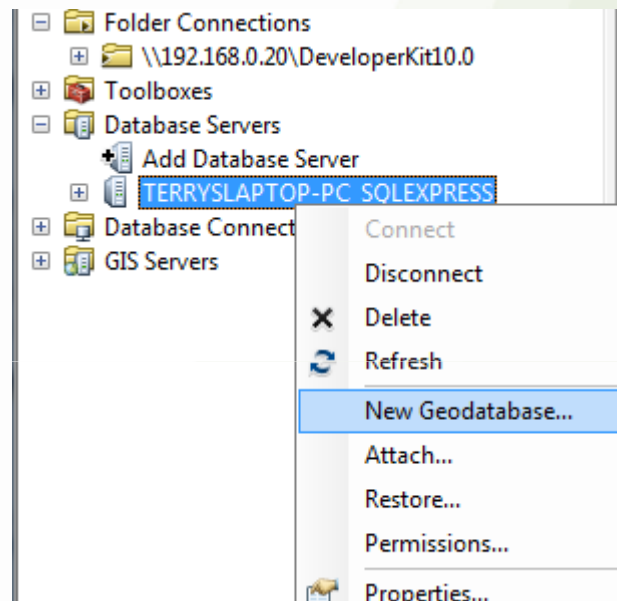 Folder Connections
\\192.168.0.20\DeveloperKit10.0
Toolboxes
Database Servers
Add Database Server
TERRYSLAPTOP-PC_SQLEXPRESS
Database Connect
GIS Servers
Connect
Disconnect
Delete
Refresh
New Geodatabase...
Attach...
Restore...
Permissions...
Properties...